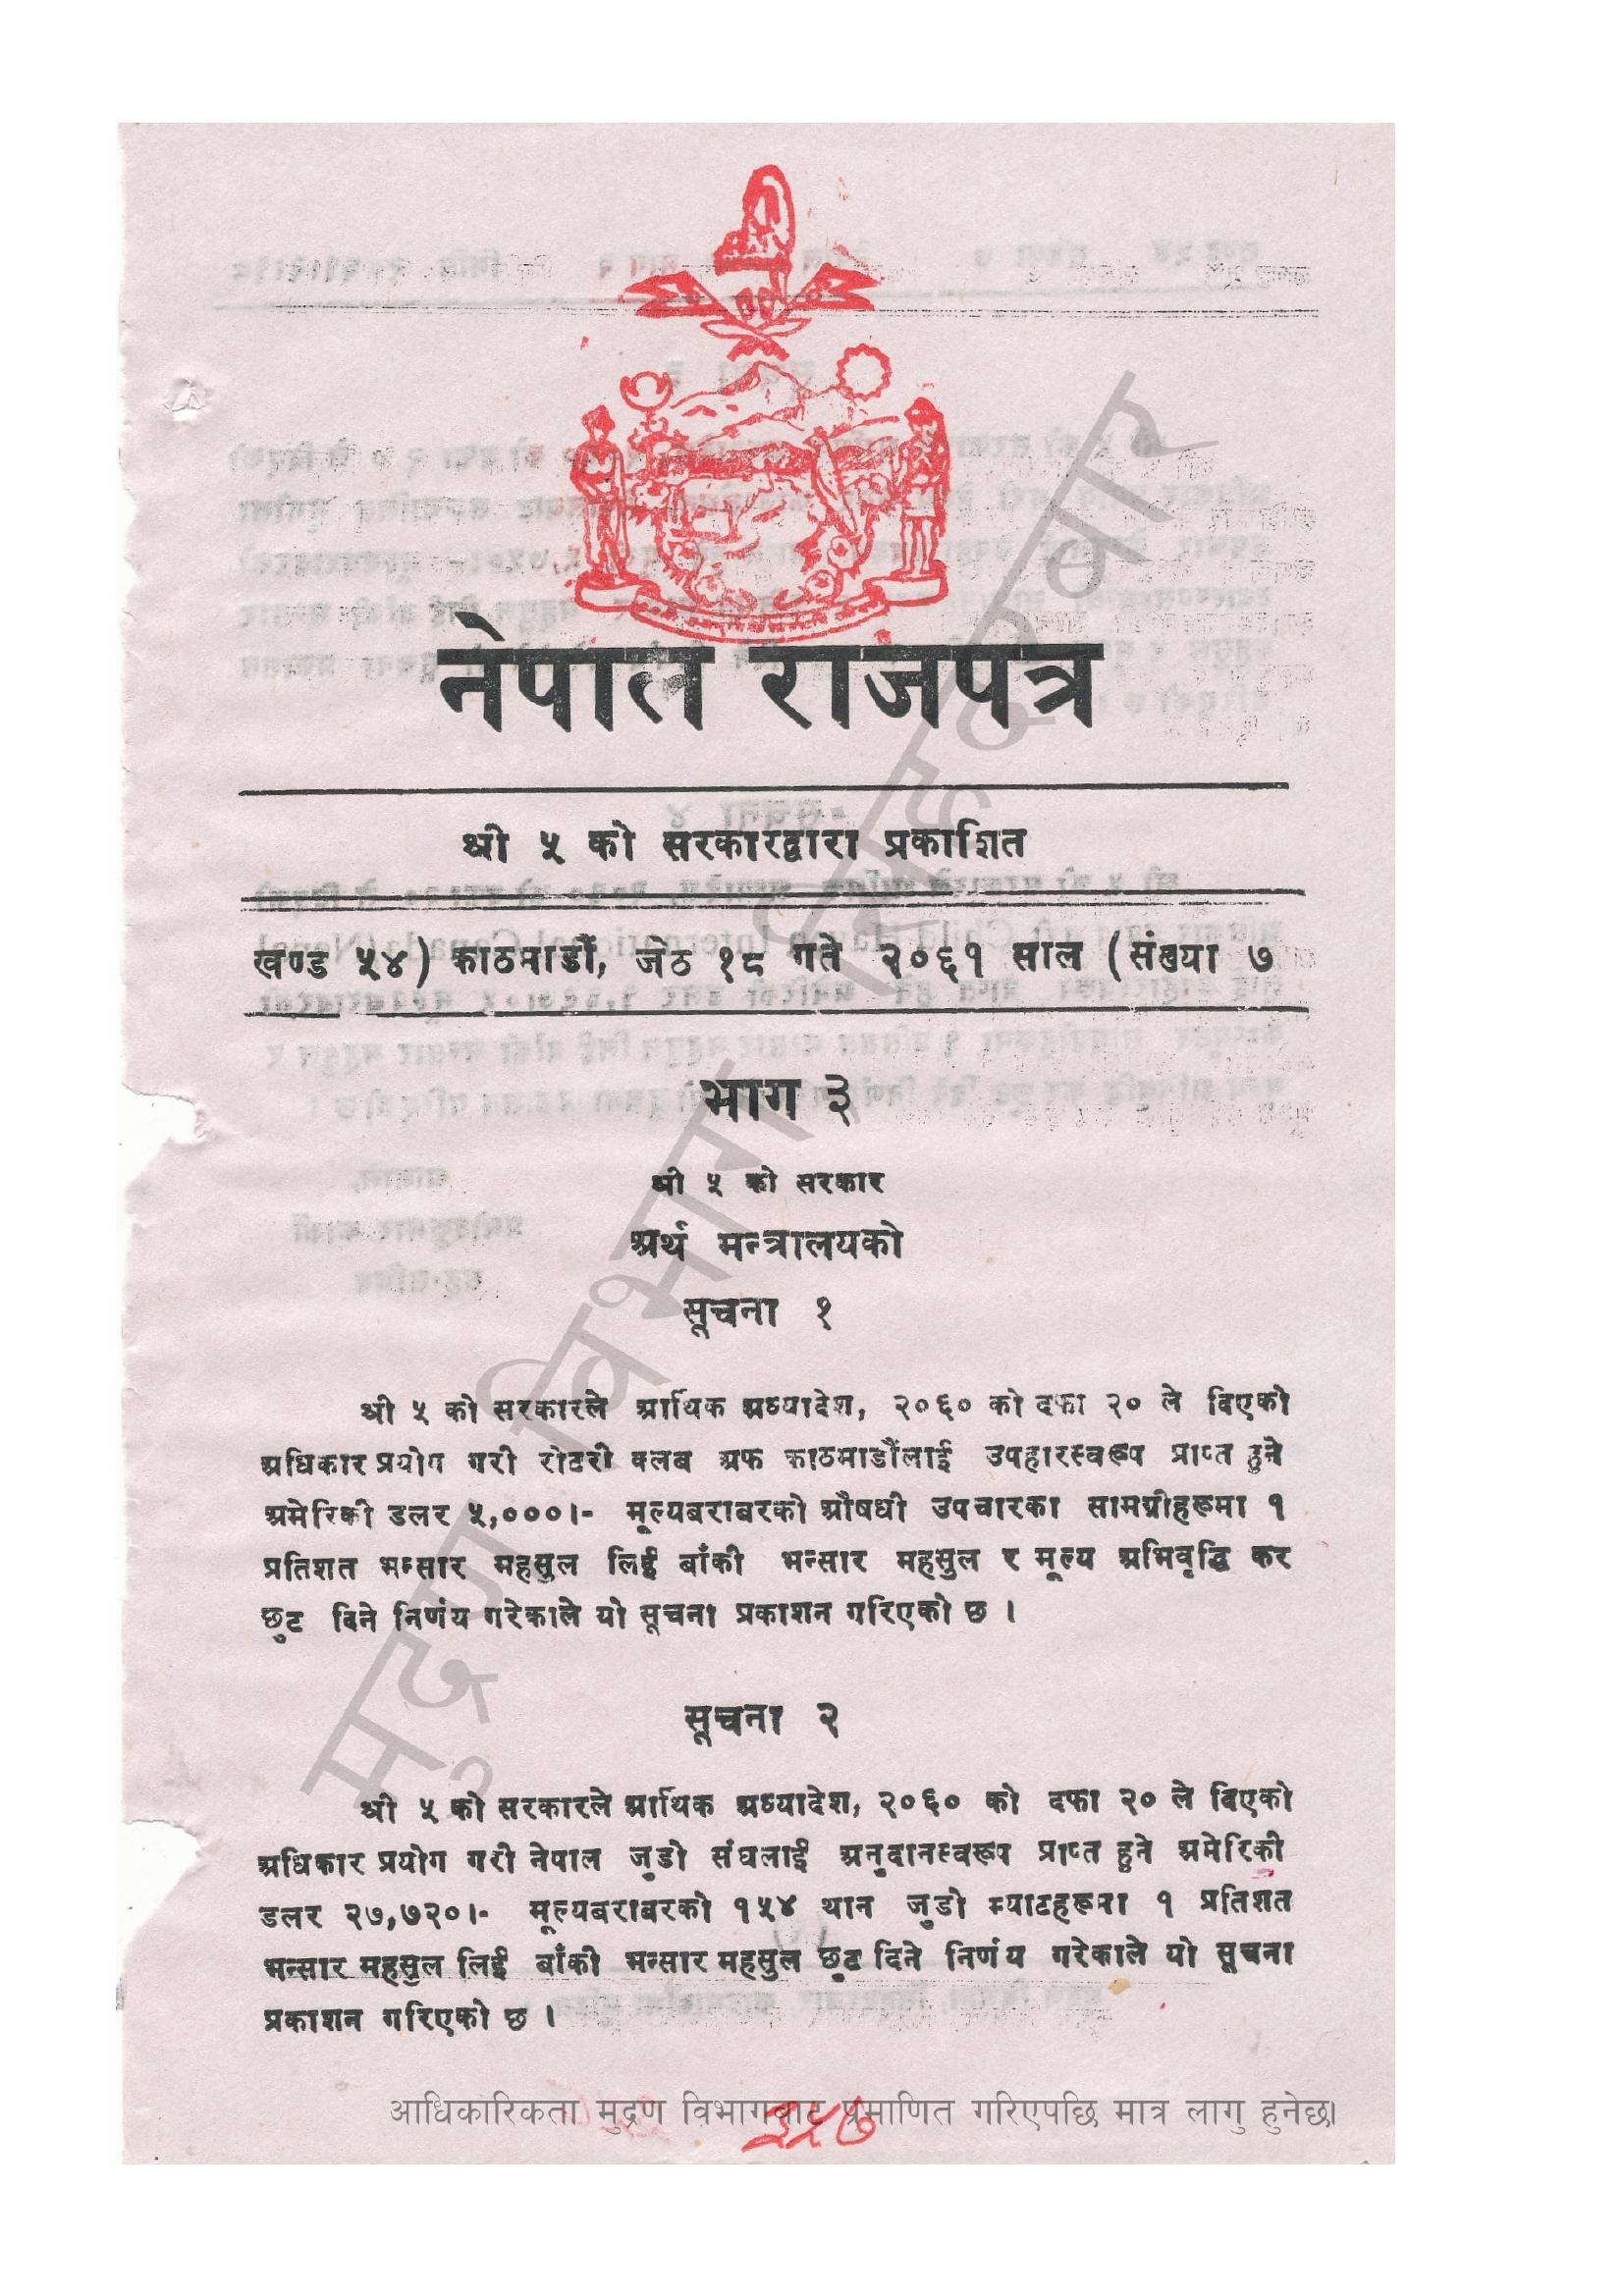 नेपाल राजपत्र
श्री ५ को सरकारद्वारा प्रकाशित
खण्ड ५४) काठमाडौं, जेठ १८ गते २०६१ साल (संख्या ७
भाग ३
श्री ५ को सरकार
अर्थ मन्त्रालयको
सूचना १
श्री ५ को सरकारले आर्थिक अध्यादेश, २०६० को दफा २० ले दिएको
अधिकार प्रयोग गरी रोटरी क्लब अफ काठमाडौंलाई उपहारस्वरूप प्राप्त हुने
अमेरिकी डलर ५,०००।- मूल्यबराबरको औषधी उपचारका सामग्रीहरूमा १
प्रतिशत भन्सार महसुल लिई बाँकी भन्सार महसुल र मूल्य अभिवृद्धि कर
छुट दिने निर्णय गरेकाले यो सूचना प्रकाशन गरिएको छ ।
सूचना २
श्री ५ को सरकारले आर्थिक अध्यादेश, २०६० को दफा २० ले दिएको
अधिकार प्रयोग गरी नेपाल जुडो संघलाई अनुदानस्वरूप प्राप्त हुने अमेरिकी
डलर २७,७२०।- मूल्यबराबरको १५४ थान जुडो म्याटहरूमा १ प्रतिशत
भन्सार महसुल लिई बाँकी भन्सार महसुल छुट दिने निर्णय गरेकाले यो सूचना
प्रकाशन गरिएको छ ।
आधिकारिकता मुद्रण विभागबाट प्रमाणित गरिएपछि मात्र लागु हुनेछ।
३५७
मुद्रण विभाग, सिंहदरबार